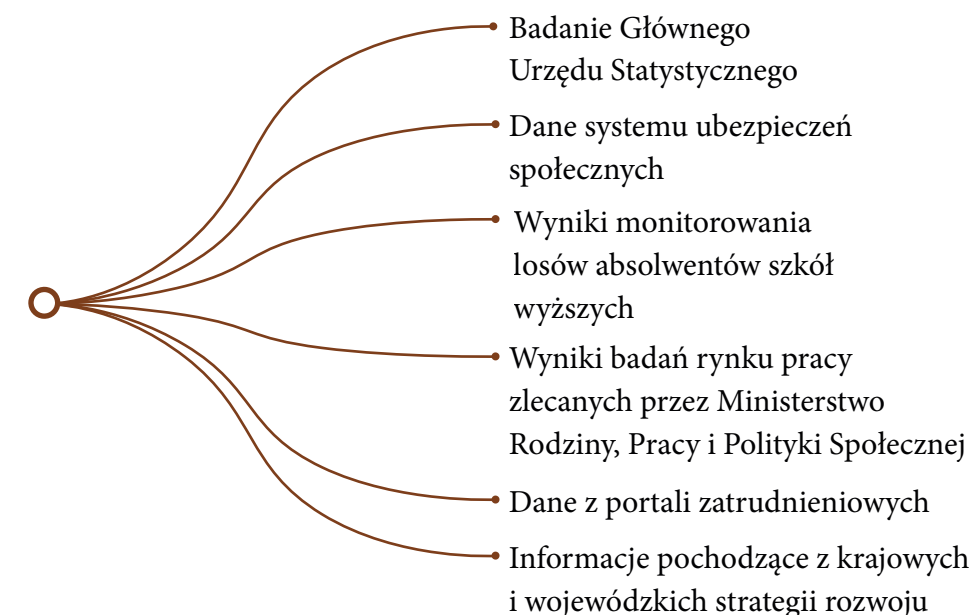 Badanie Głównego
Urzędu Statystycznego
Dane systemu ubezpieczeń
społecznych
Wyniki monitorowania
losów absolwentów szkół
wyższych
Wyniki badań rynku pracy
zlecanych przez Ministerstwo
Rodziny, Pracy i Polityki Społecznej
Dane z portali zatrudnieniowych
Informacje pochodzące z krajowych
i wojewódzkich strategii rozwoju